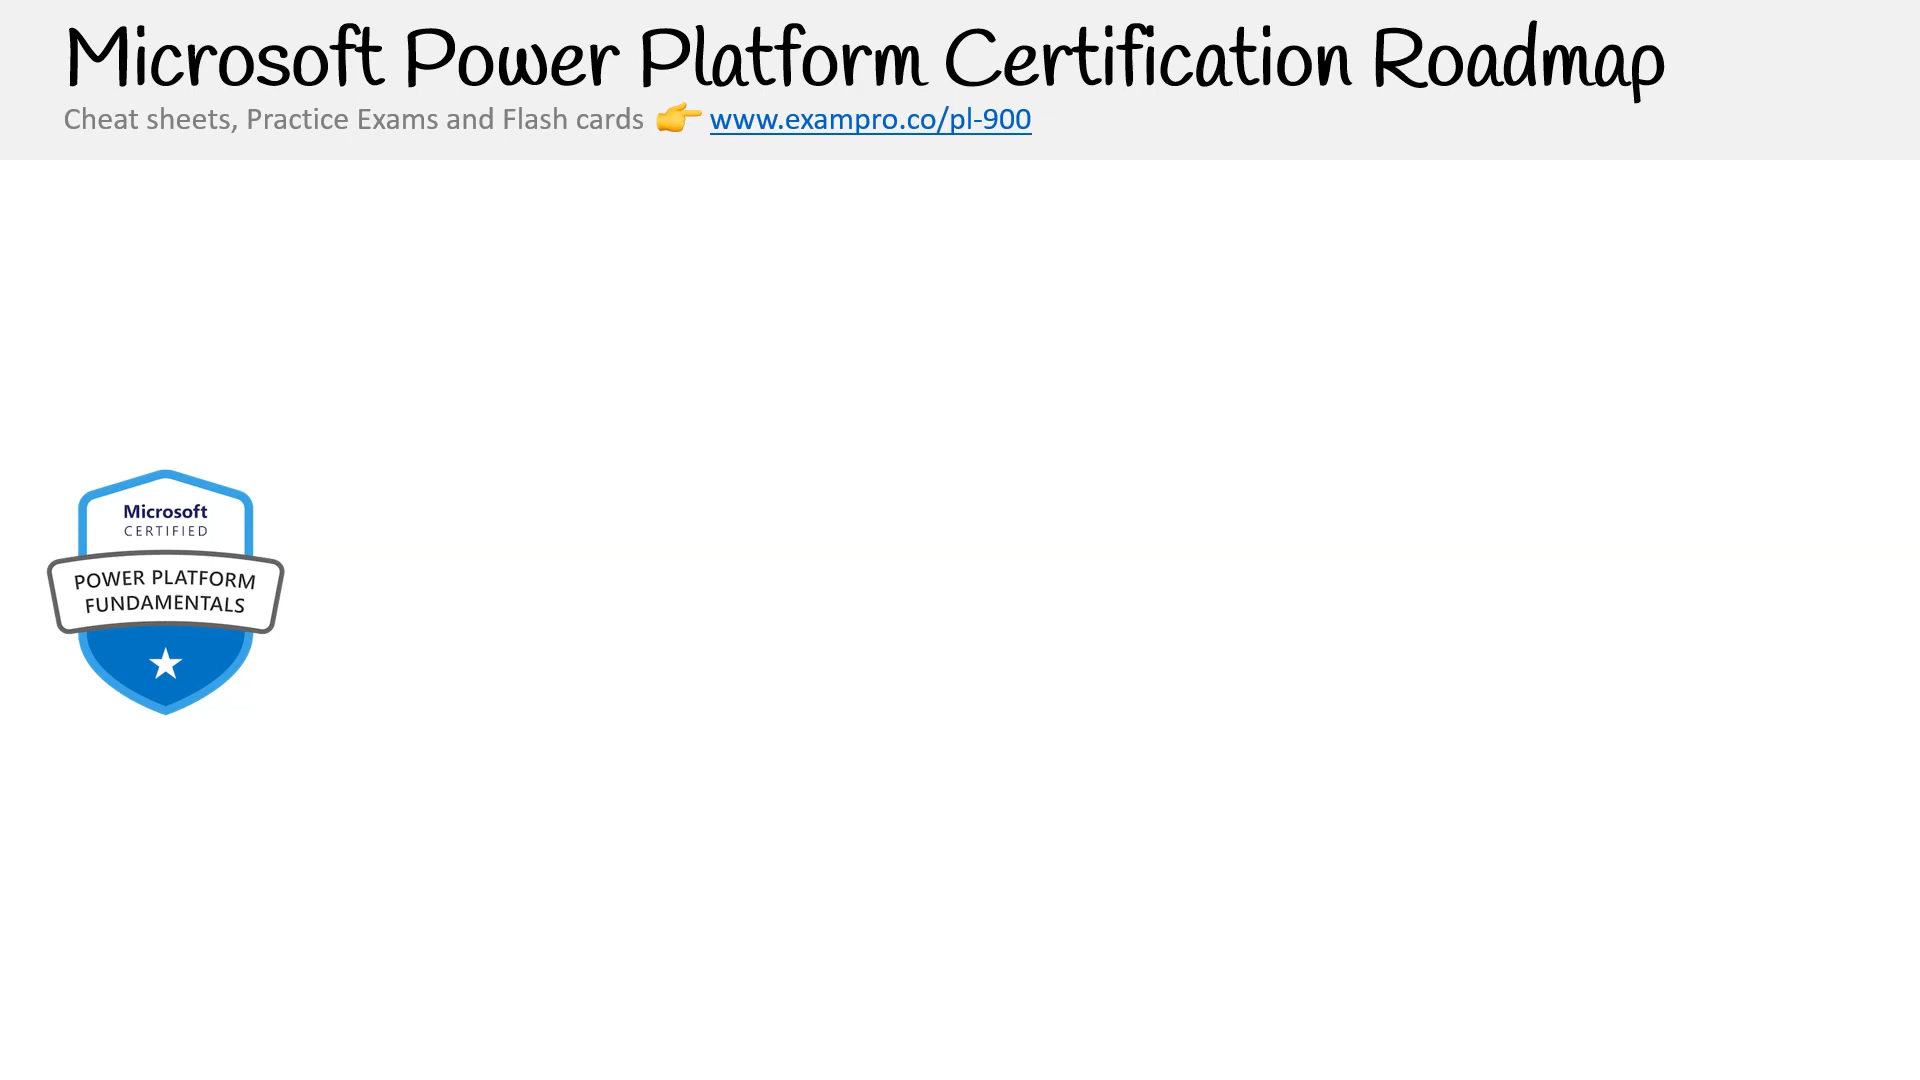 Microsoft Power Platform Certification Roadmap
Cheat sheets, Practice Exams and Flash cards 👉 www.exampro.co/pl-900
Microsoft
CERTIFIED
POWER PLATFORM
FUNDAMENTALS